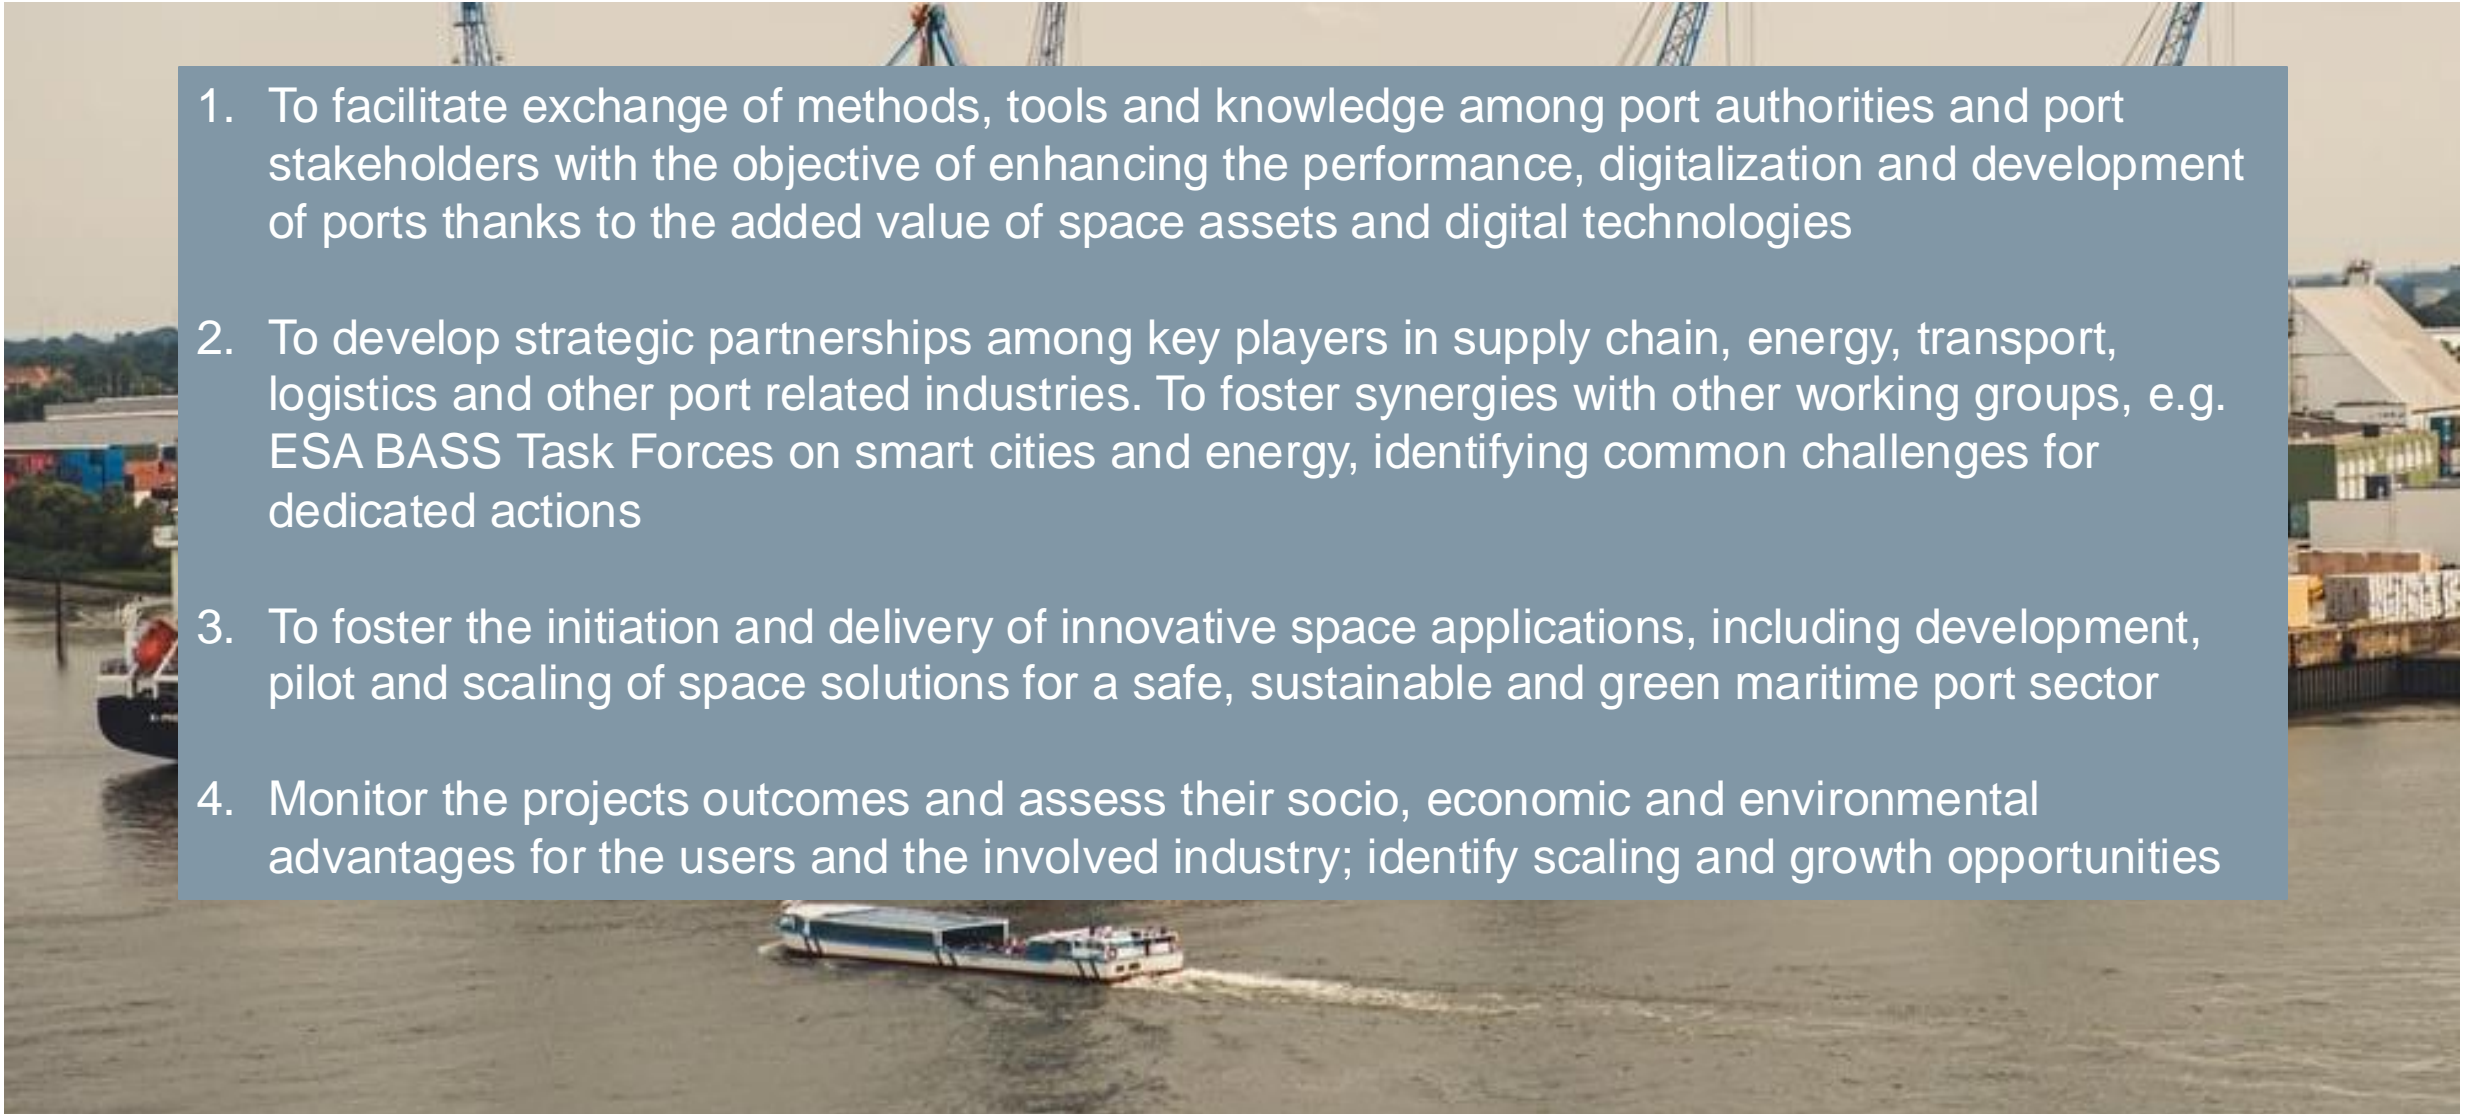 1. To facilitate exchange of methods, tools and knowledge among port authorities and port
stakeholders with the objective of enhancing the performance, digitalization and development
of ports thanks to the added value of space assets and digital technologies
2. To develop strategic partnerships among key players in supply chain, energy, transport,
logistics and other port related industries. To foster synergies with other working groups, e.g.
ESA BASS Task Forces on smart cities and energy, identifying common challenges for
dedicated actions
3. To foster the initiation and delivery of innovative space applications, including development,
pilot and scaling of space solutions for a safe, sustainable and green maritime port sector
4. Monitor the projects outcomes and assess their socio, economic and environmental
advantages for the users and the involved industry; identify scaling and growth opportunities